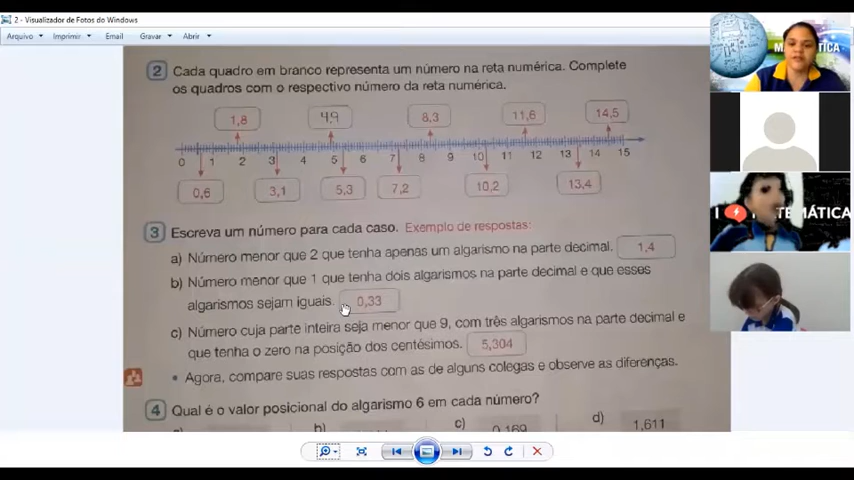 2 - Visualizador de Fotos do Windows
Arquivo Imprimir Email Gravar Abrir
2 Cada quadro em branco representa um número na reta numérica. Complete
os quadros com o respectivo número da reta numérica.
1,8 4,9 8,3 11,6 14,5
0 1 2 3 4 5 6 7 8 9 10 11 12 13 14 15
0,6 3,1 5,3 7,2 10,2 13,4
3 Escreva um número para cada caso. Exemplo de respostas:
a) Número menor que 2 que tenha apenas um algarismo na parte decimal. 1,4
b) Número menor que 1 que tenha dois algarismos na parte decimal e que esses
algarismos sejam iguais. 0,33
c) Número cuja parte inteira seja menor que 9, com três algarismos na parte decimal e
que tenha o zero na posição dos centésimos. 5,304
• Agora, compare suas respostas com as de alguns colegas e observe as diferenças.
4 Qual é o valor posicional do algarismo 6 em cada número?
b) c) 0,169 d) 1,611
TEMÁTICA